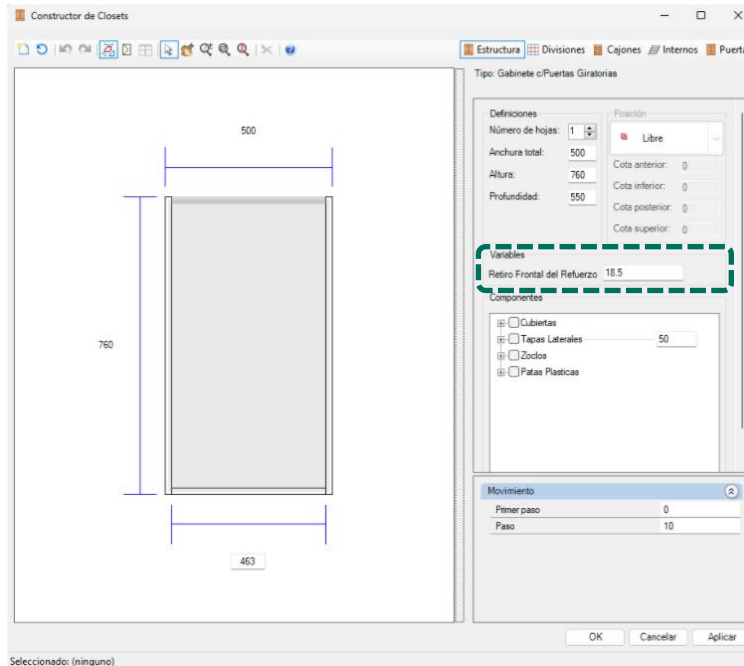 Constructor de Closets
Estructura Divisiones Cajones Internos Puerta
Tipo: Gabinete c/Puertas Giratorias
Definiciones
Número de hojas: 1
Anchura total: 500
Altura: 760
Profundidad: 550
Posición
Libre
Cota anterior: 0
Cota inferior: 0
Cota posterior: 0
Cota superior: 0
Variables
Retiro Frontal del Refuerzo 18.5
Componentes
Cubiertas
Tapas Laterales 50
Zoclos
Patas Plasticas
500
760
463
Movimiento
Primer paso 0
Paso 10
OK Cancelar Aplicar
Seleccionado: (ninguno)